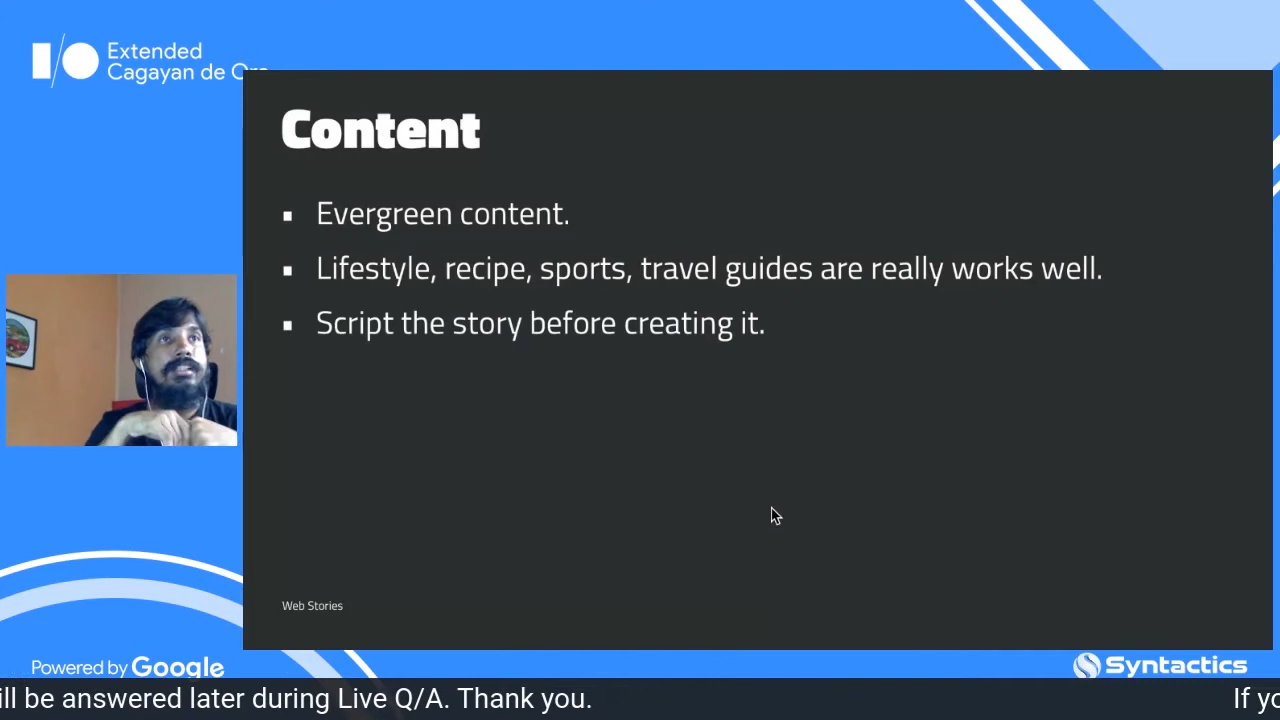 IO Extended
Cagayan de Oro
Content
▪ Evergreen content.
▪ Lifestyle, recipe, sports, travel guides are really works well.
▪ Script the story before creating it.
Web Stories
Powered by Google
Syntactics
ill be answered later during Live Q/A. Thank you.
If yo